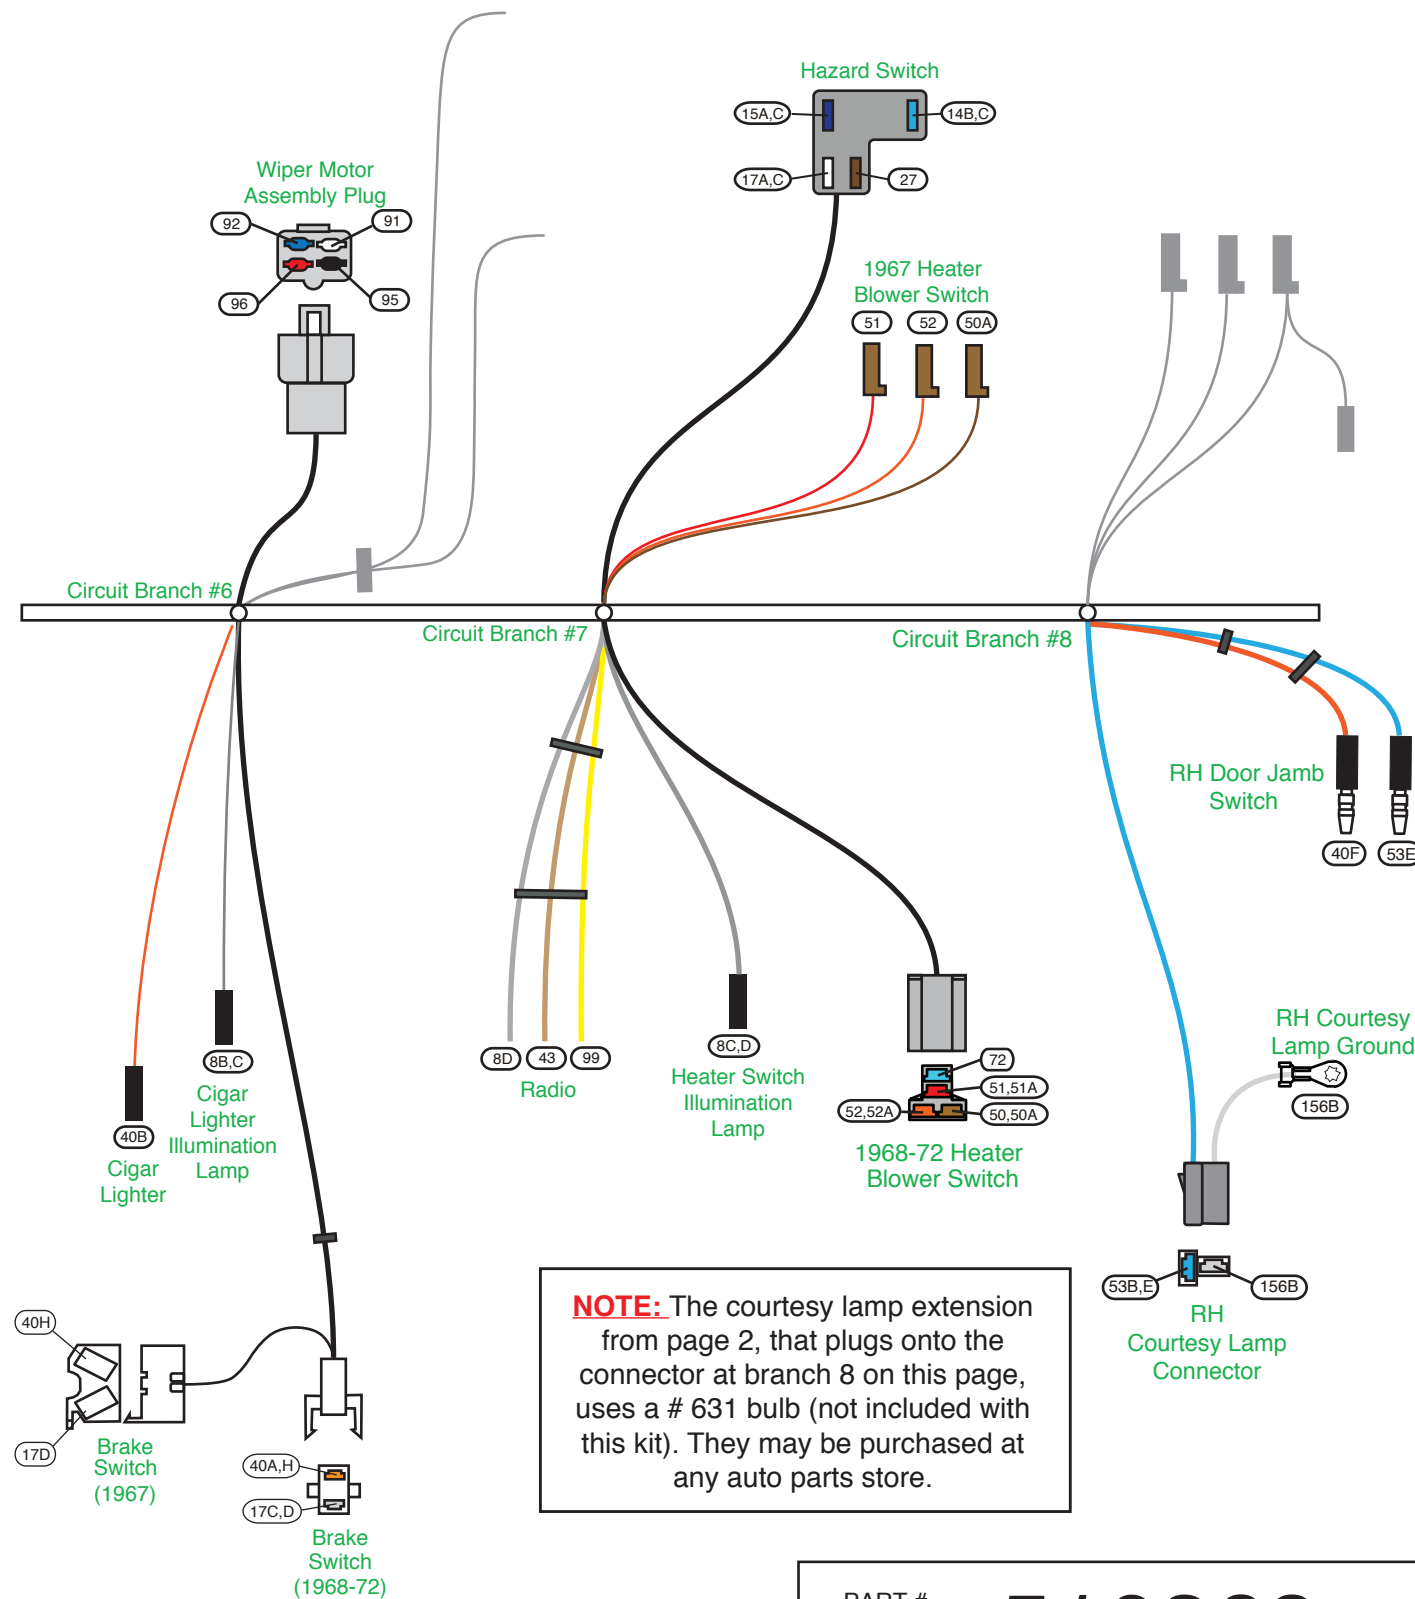 Hazard Switch
15A,C
14B,C
17A,C
27
Wiper Motor
Assembly Plug
92
91
96
95
1967 Heater
Blower Switch
51
52
50A
Circuit Branch #6
Circuit Branch #7
Circuit Branch #8
RH Door Jamb
Switch
40F
53E
8B,C
Cigar
Lighter
Illumination
Lamp
40B
Cigar
Lighter
8D
43
99
Radio
8C,D
Heater Switch
Illumination
Lamp
72
51,51A
52,52A
50,50A
1968-72 Heater
Blower Switch
RH Courtesy
Lamp Ground
156B
53B,E
156B
RH
Courtesy Lamp
Connector
40H
17D
Brake
Switch
(1967)
40A,H
17C,D
Brake
Switch
(1968-72)
NOTE: The courtesy lamp extension
from page 2, that plugs onto the
connector at branch 8 on this page,
uses a # 631 bulb (not included with
this kit). They may be purchased at
any auto parts store.
PART #